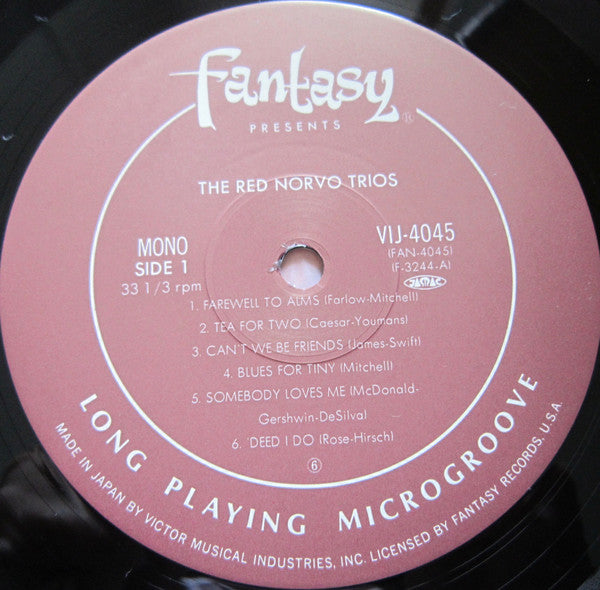 fantasy®
PRESENTS
THE RED NORVO TRIOS
MONO
SIDE 1
33 1/3 rpm
VIJ-4045
(FAN-4045)
(F-3244-A)
JASRAC
1. FAREWELL TO ALMS (Farlow-Mitchell)
2. TEA FOR TWO (Caesar-Youmans)
3. CAN'T WE BE FRIENDS (James-Swift)
4. BLUES FOR TINY (Mitchell)
5. SOMEBODY LOVES ME (McDonald-
Gershwin-DeSilva)
6. 'DEED I DO (Rose-Hirsch)
⑥
LONG PLAYING MICROGROOVE
MADE IN JAPAN BY VICTOR MUSICAL INDUSTRIES, INC. LICENSED BY FANTASY RECORDS, U.S.A.